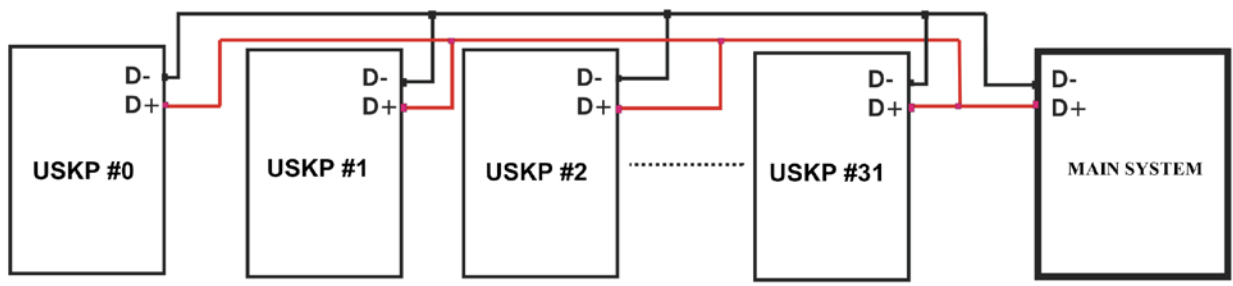 D-
D+
USKP #0
D-
D+
USKP #1
D-
D+
USKP #2
D-
D+
USKP #31
D-
D+
MAIN SYSTEM